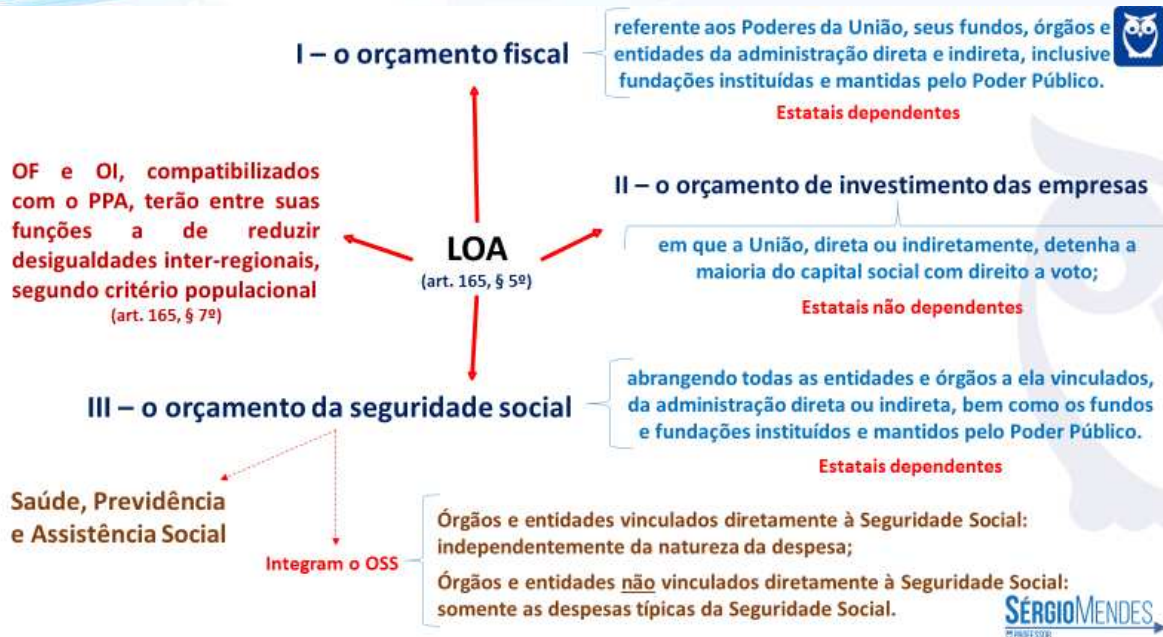 I – o orçamento fiscal
referente aos Poderes da União, seus fundos, órgãos e
entidades da administração direta e indireta, inclusive
fundações instituídas e mantidas pelo Poder Público.
Estatais dependentes
OF e OI, compatibilizados
com o PPA, terão entre suas
funções a de reduzir
desigualdades inter-regionais,
segundo critério populacional
(art. 165, § 7º)
LOA
(art. 165, § 5º)
II – o orçamento de investimento das empresas
em que a União, direta ou indiretamente, detenha a
maioria do capital social com direito a voto;
Estatais não dependentes
III – o orçamento da seguridade social
abrangendo todas as entidades e órgãos a ela vinculados,
da administração direta ou indireta, bem como os fundos
e fundações instituídos e mantidos pelo Poder Público.
Estatais dependentes
Saúde, Previdência
e Assistência Social
Integram o OSS
Órgãos e entidades vinculados diretamente à Seguridade Social:
independentemente da natureza da despesa;
Órgãos e entidades não vinculados diretamente à Seguridade Social:
somente as despesas típicas da Seguridade Social.
SÉRGIOMENDES